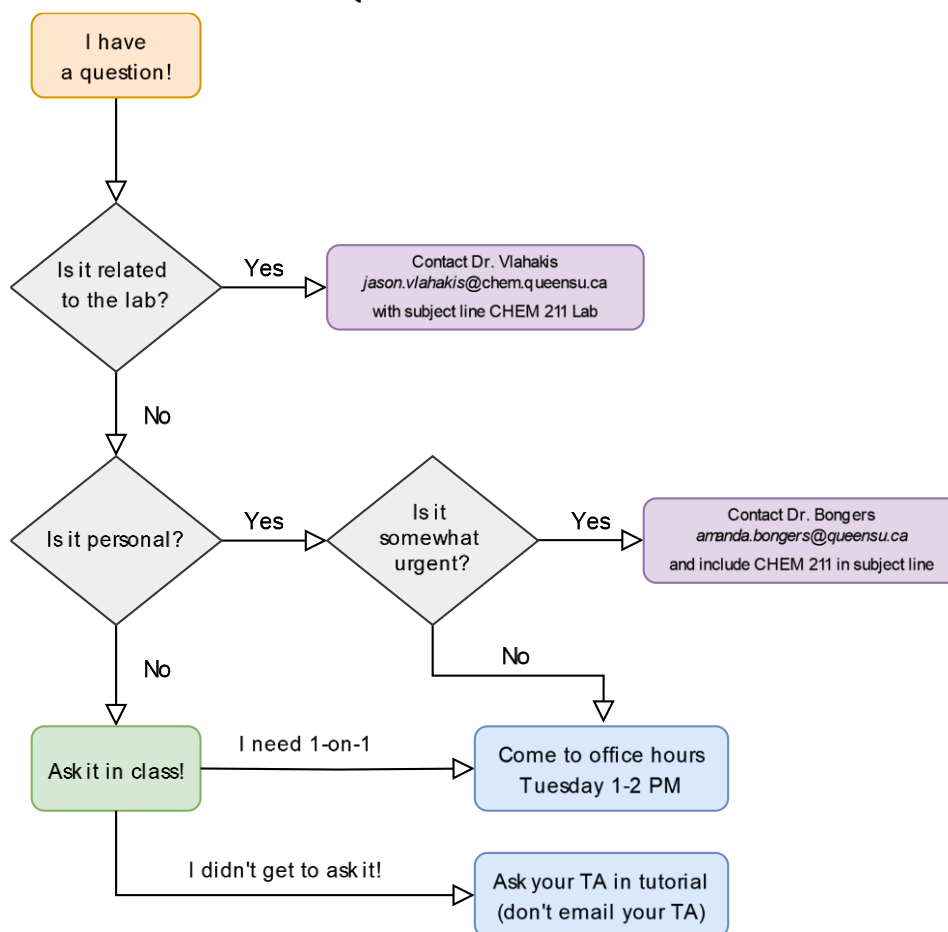 I have
a question!
Is it related
to the lab?
Yes
Contact Dr. Vlahakis
jason.vlahakis@chem.queensu.ca
with subject line CHEM 211 Lab
No
Is it personal?
Yes
Is it
somewhat
urgent?
Yes
Contact Dr. Bongers
amanda.bongers@queensu.ca
and include CHEM 211 in subject line
No
No
Ask it in class!
I need 1-on-1
Come to office hours
Tuesday 1-2 PM
I didn't get to ask it!
Ask your TA in tutorial
(don't email your TA)